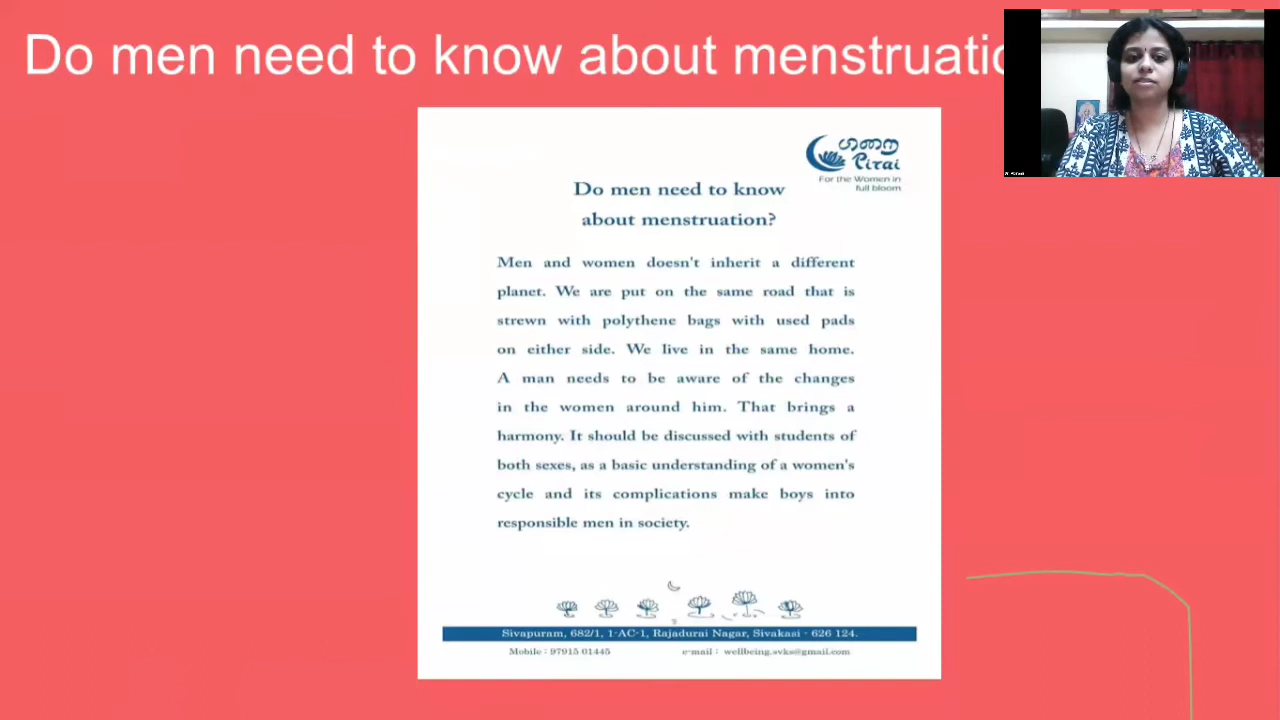 Do men need to know about menstruatio
பிறை
Pirai
For the Women in
full bloom
Do men need to know
about menstruation?
Men and women doesn't inherit a different
planet. We are put on the same road that is
strewn with polythene bags with used pads
on either side. We live in the same home.
A man needs to be aware of the changes
in the women around him. That brings a
harmony. It should be discussed with students of
both sexes, as a basic understanding of a women's
cycle and its complications make boys into
responsible men in society.
Sivapuram, 682/1, 1-AC-1, Rajadurai Nagar, Sivakasi - 626 124.
Mobile : 97915 01445 e-mail : wellbeing.svks@gmail.com